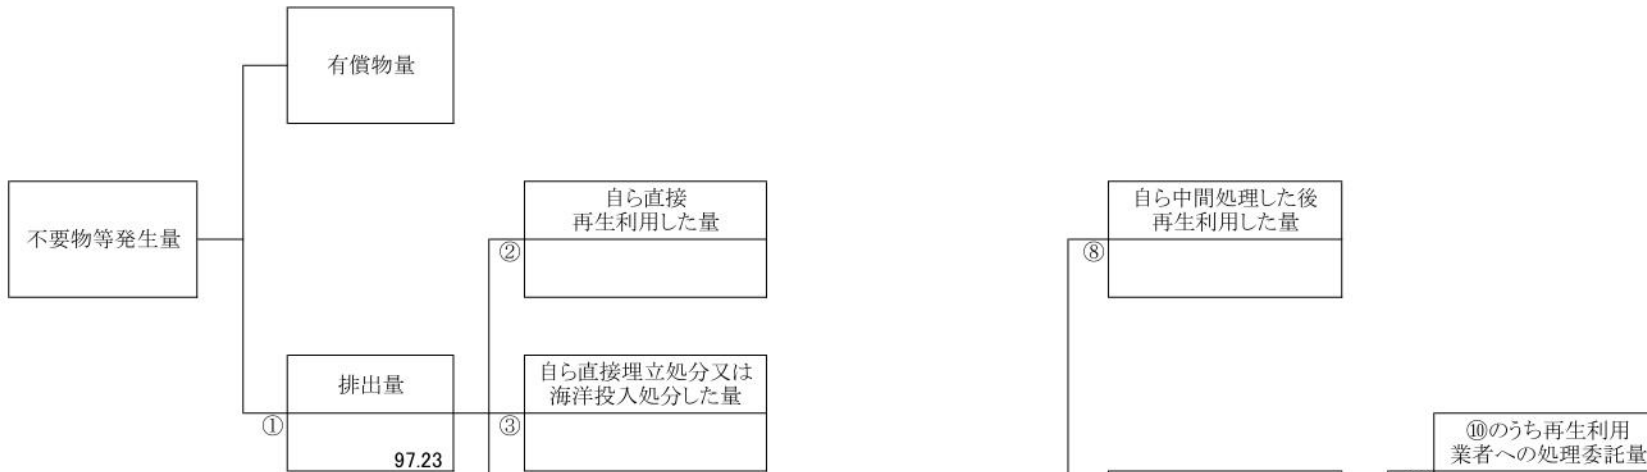 有償物量
不要物等発生量
自ら直接
再生利用した量
②
自ら中間処理した後
再生利用した量
⑧
排出量
①
97.23
自ら直接埋立処分又は
海洋投入処分した量
③
⑩のうち再生利用
業者への処理委託量